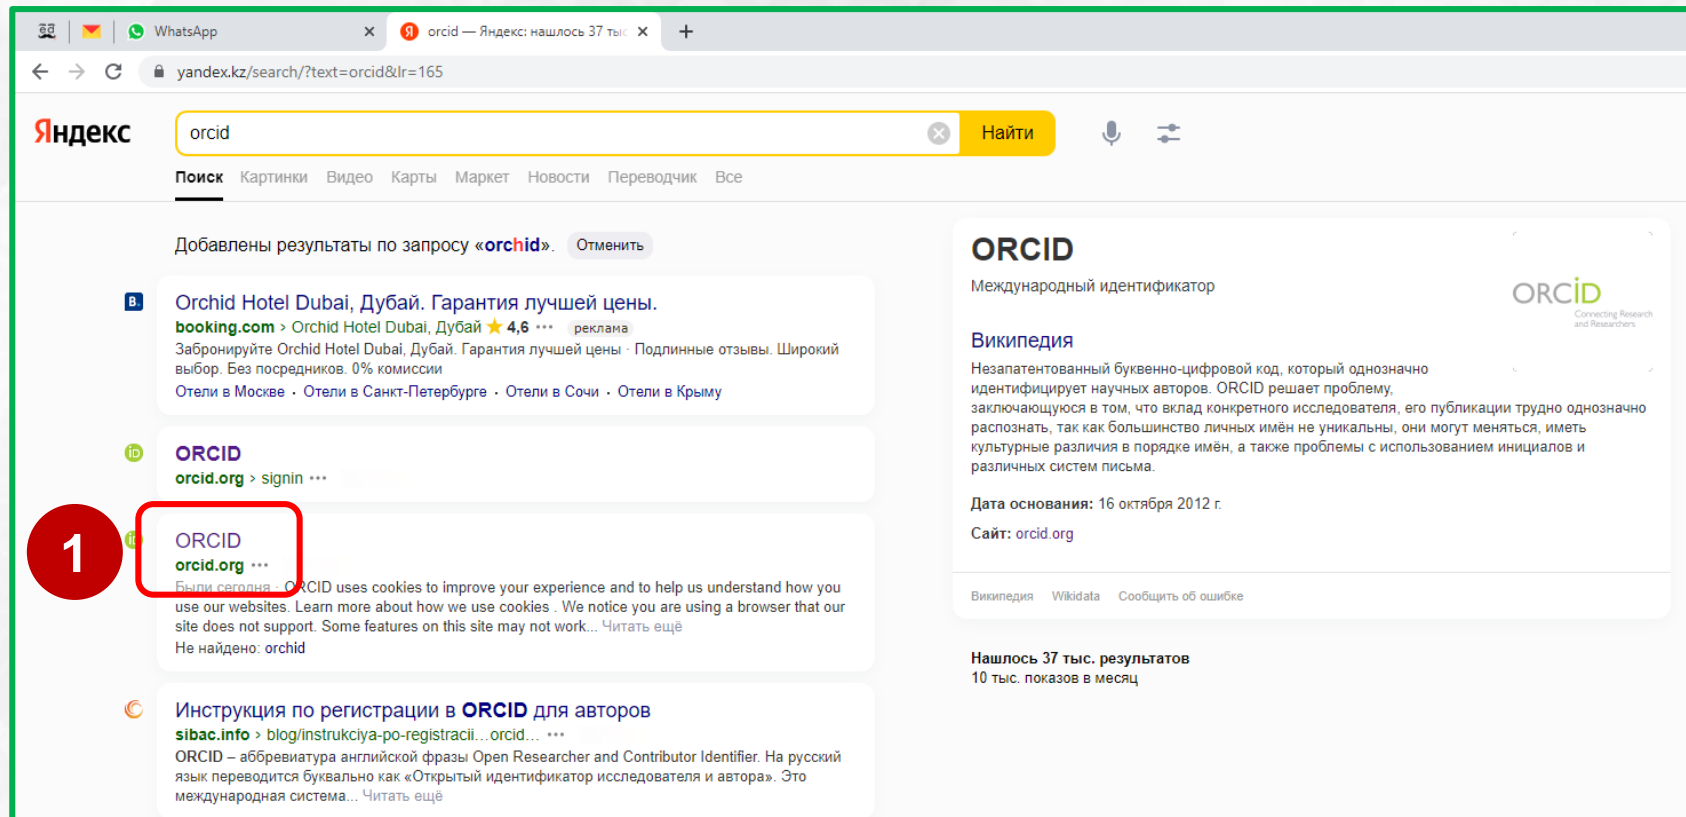 WhatsApp
orcid — Яндекс: нашлось 37 тыс
yandex.kz/search/?text=orcid&lr=165
Яндекс
orcid
Найти
Поиск Картинки Видео Карты Маркет Новости Переводчик Все
Добавлены результаты по запросу «orchid». Отменить
B.
Orchid Hotel Dubai, Дубай. Гарантия лучшей цены.
booking.com › Orchid Hotel Dubai, Дубай 4,6 ··· реклама
Забронируйте Orchid Hotel Dubai, Дубай. Гарантия лучшей цены · Подлинные отзывы. Широкий
выбор. Без посредников. 0% комиссии
Отели в Москве · Отели в Санкт-Петербурге · Отели в Сочи · Отели в Крыму
iD
ORCID
orcid.org › signin ···
1
iD
ORCID
orcid.org ···
Были сегодня · ORCID uses cookies to improve your experience and to help us understand how you
use our websites. Learn more about how we use cookies . We notice you are using a browser that our
site does not support. Some features on this site may not work... Читать ещё
Не найдено: orchid
Инструкция по регистрации в ORCID для авторов
sibac.info › blog/instrukciya-po-registracii…orcid… ···
ORCID – аббревиатура английской фразы Open Researcher and Contributor Identifier. На русский
язык переводится буквально как «Открытый идентификатор исследователя и автора». Это
международная система... Читать ещё
ORCID
Международный идентификатор
ORCID
Connecting Research
and Researchers
Википедия
Незапатентованный буквенно-цифровой код, который однозначно
идентифицирует научных авторов. ORCID решает проблему,
заключающуюся в том, что вклад конкретного исследователя, его публикации трудно однозначно
распознать, так как большинство личных имён не уникальны, они могут меняться, иметь
культурные различия в порядке имён, а также проблемы с использованием инициалов и
различных систем письма.
Дата основания: 16 октября 2012 г.
Сайт: orcid.org
Википедия Wikidata Сообщить об ошибке
Нашлось 37 тыс. результатов
10 тыс. показов в месяц